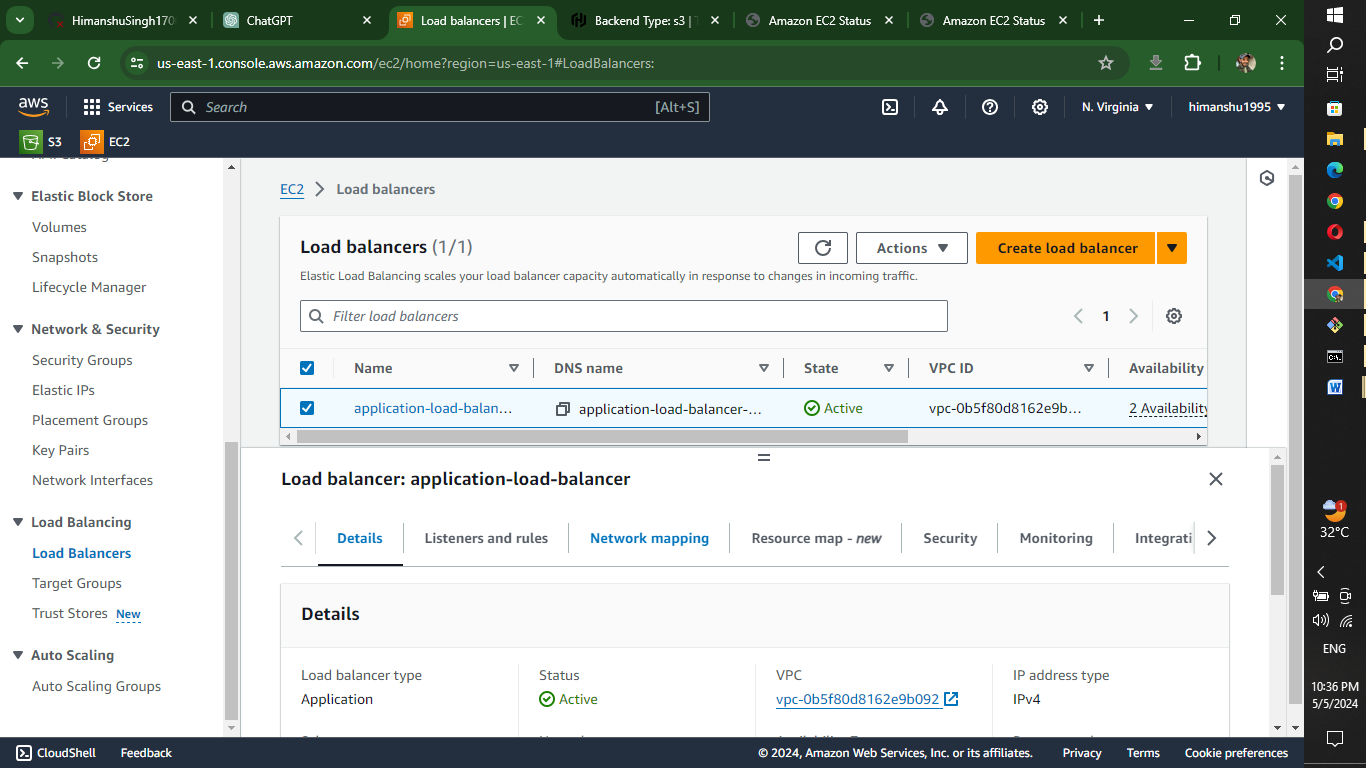 HimanshuSingh170
ChatGPT
Load balancers | EC
Backend Type: s3 | T
Amazon EC2 Status
Amazon EC2 Status
us-east-1.console.aws.amazon.com/ec2/home?region=us-east-1#LoadBalancers:
aws
Services
Search
[Alt+S]
N. Virginia
himanshu1995
S3
EC2
Elastic Block Store
Volumes
Snapshots
Lifecycle Manager
Network & Security
Security Groups
Elastic IPs
Placement Groups
Key Pairs
Network Interfaces
Load Balancing
Load Balancers
Target Groups
Trust Stores New
Auto Scaling
Auto Scaling Groups
EC2 > Load balancers
Load balancers (1/1)
Actions
Create load balancer
Elastic Load Balancing scales your load balancer capacity automatically in response to changes in incoming traffic.
Filter load balancers
1
Name
DNS name
State
VPC ID
Availability
application-load-balan...
application-load-balancer-...
Active
vpc-0b5f80d8162e9b...
2 Availability
Load balancer: application-load-balancer
Details
Listeners and rules
Network mapping
Resource map - new
Security
Monitoring
Integrati
Details
Load balancer type
Application
Status
Active
VPC
vpc-0b5f80d8162e9b092
IP address type
IPv4
CloudShell
Feedback
© 2024, Amazon Web Services, Inc. or its affiliates.
Privacy
Terms
Cookie preferences
1
32°C
ENG
10:36 PM
5/5/2024